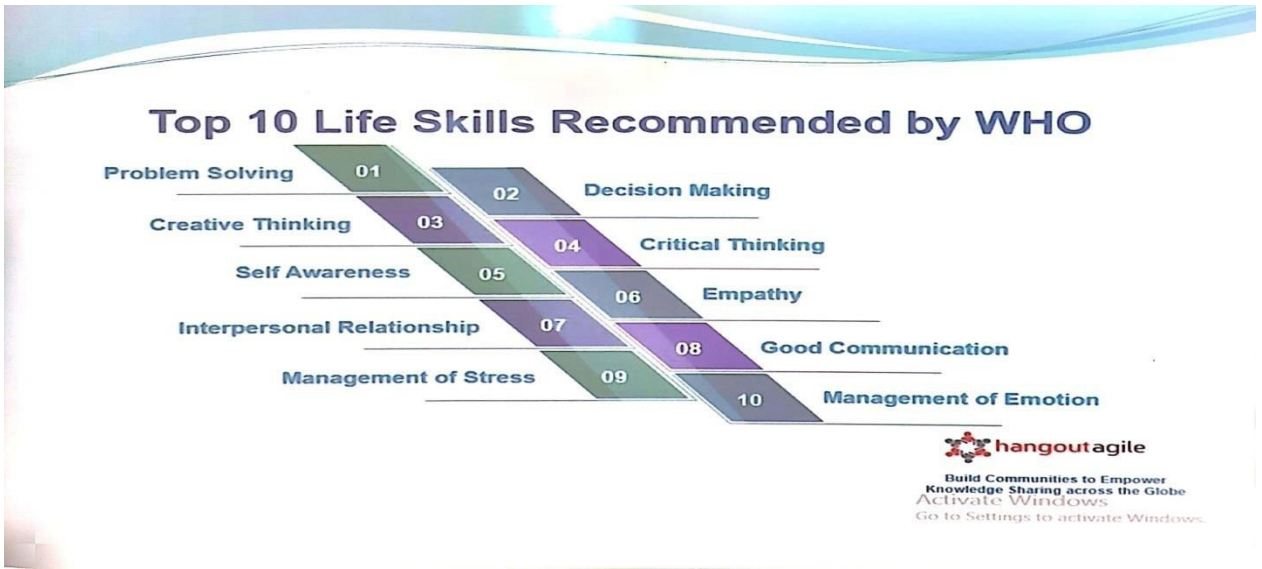 Top 10 Life Skills Recommended by WHO
Problem Solving 01
02 Decision Making
Creative Thinking 03
04 Critical Thinking
Self Awareness 05
06 Empathy
Interpersonal Relationship 07
08 Good Communication
Management of Stress 09
10 Management of Emotion
hangoutagile
Build Communities to Empower
Knowledge Sharing across the Globe
Activate Windows
Go to Settings to activate Windows.